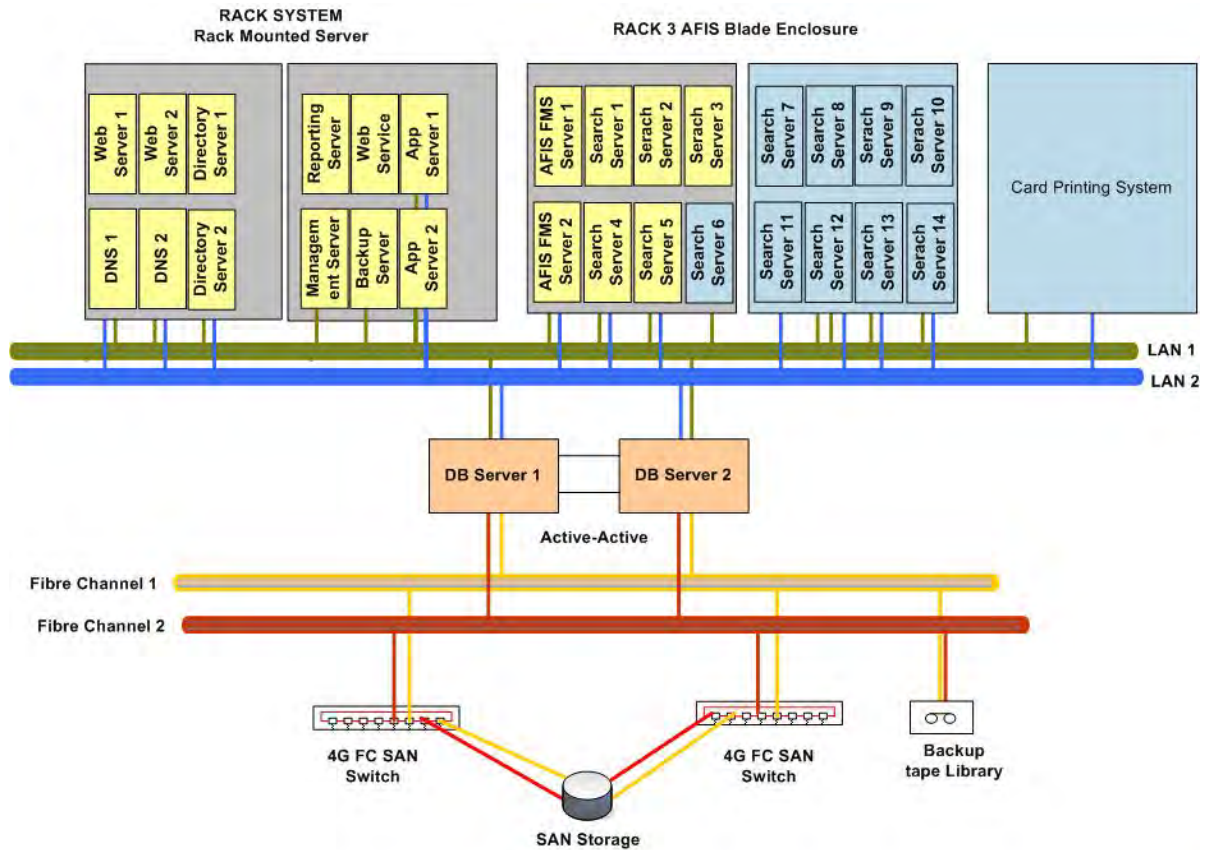 RACK SYSTEM
Rack Mounted Server
RACK 3 AFIS Blade Enclosure
Web
Server 1
Web
Server 2
Directory
Server 1
Reporting
Server
Web
Service
App
Server 1
AFIS FMS
Server 1
Search
Server 1
Serach
Server 2
Serach
Server 3
Search
Server 7
Search
Server 8
Serach
Server 9
Serach
Server 10
Card Printing System
DNS 1
DNS 2
Directory
Server 2
Managem
ent Server
Backup
Server
App
Server 2
AFIS FMS
Server 2
Search
Server 4
Search
Server 5
Search
Server 6
Search
Server 11
Search
Server 12
Search
Server 13
Serach
Server 14
LAN 1
LAN 2
DB Server 1
DB Server 2
Active-Active
Fibre Channel 1
Fibre Channel 2
4G FC SAN
Switch
4G FC SAN
Switch
Backup
tape Library
SAN Storage